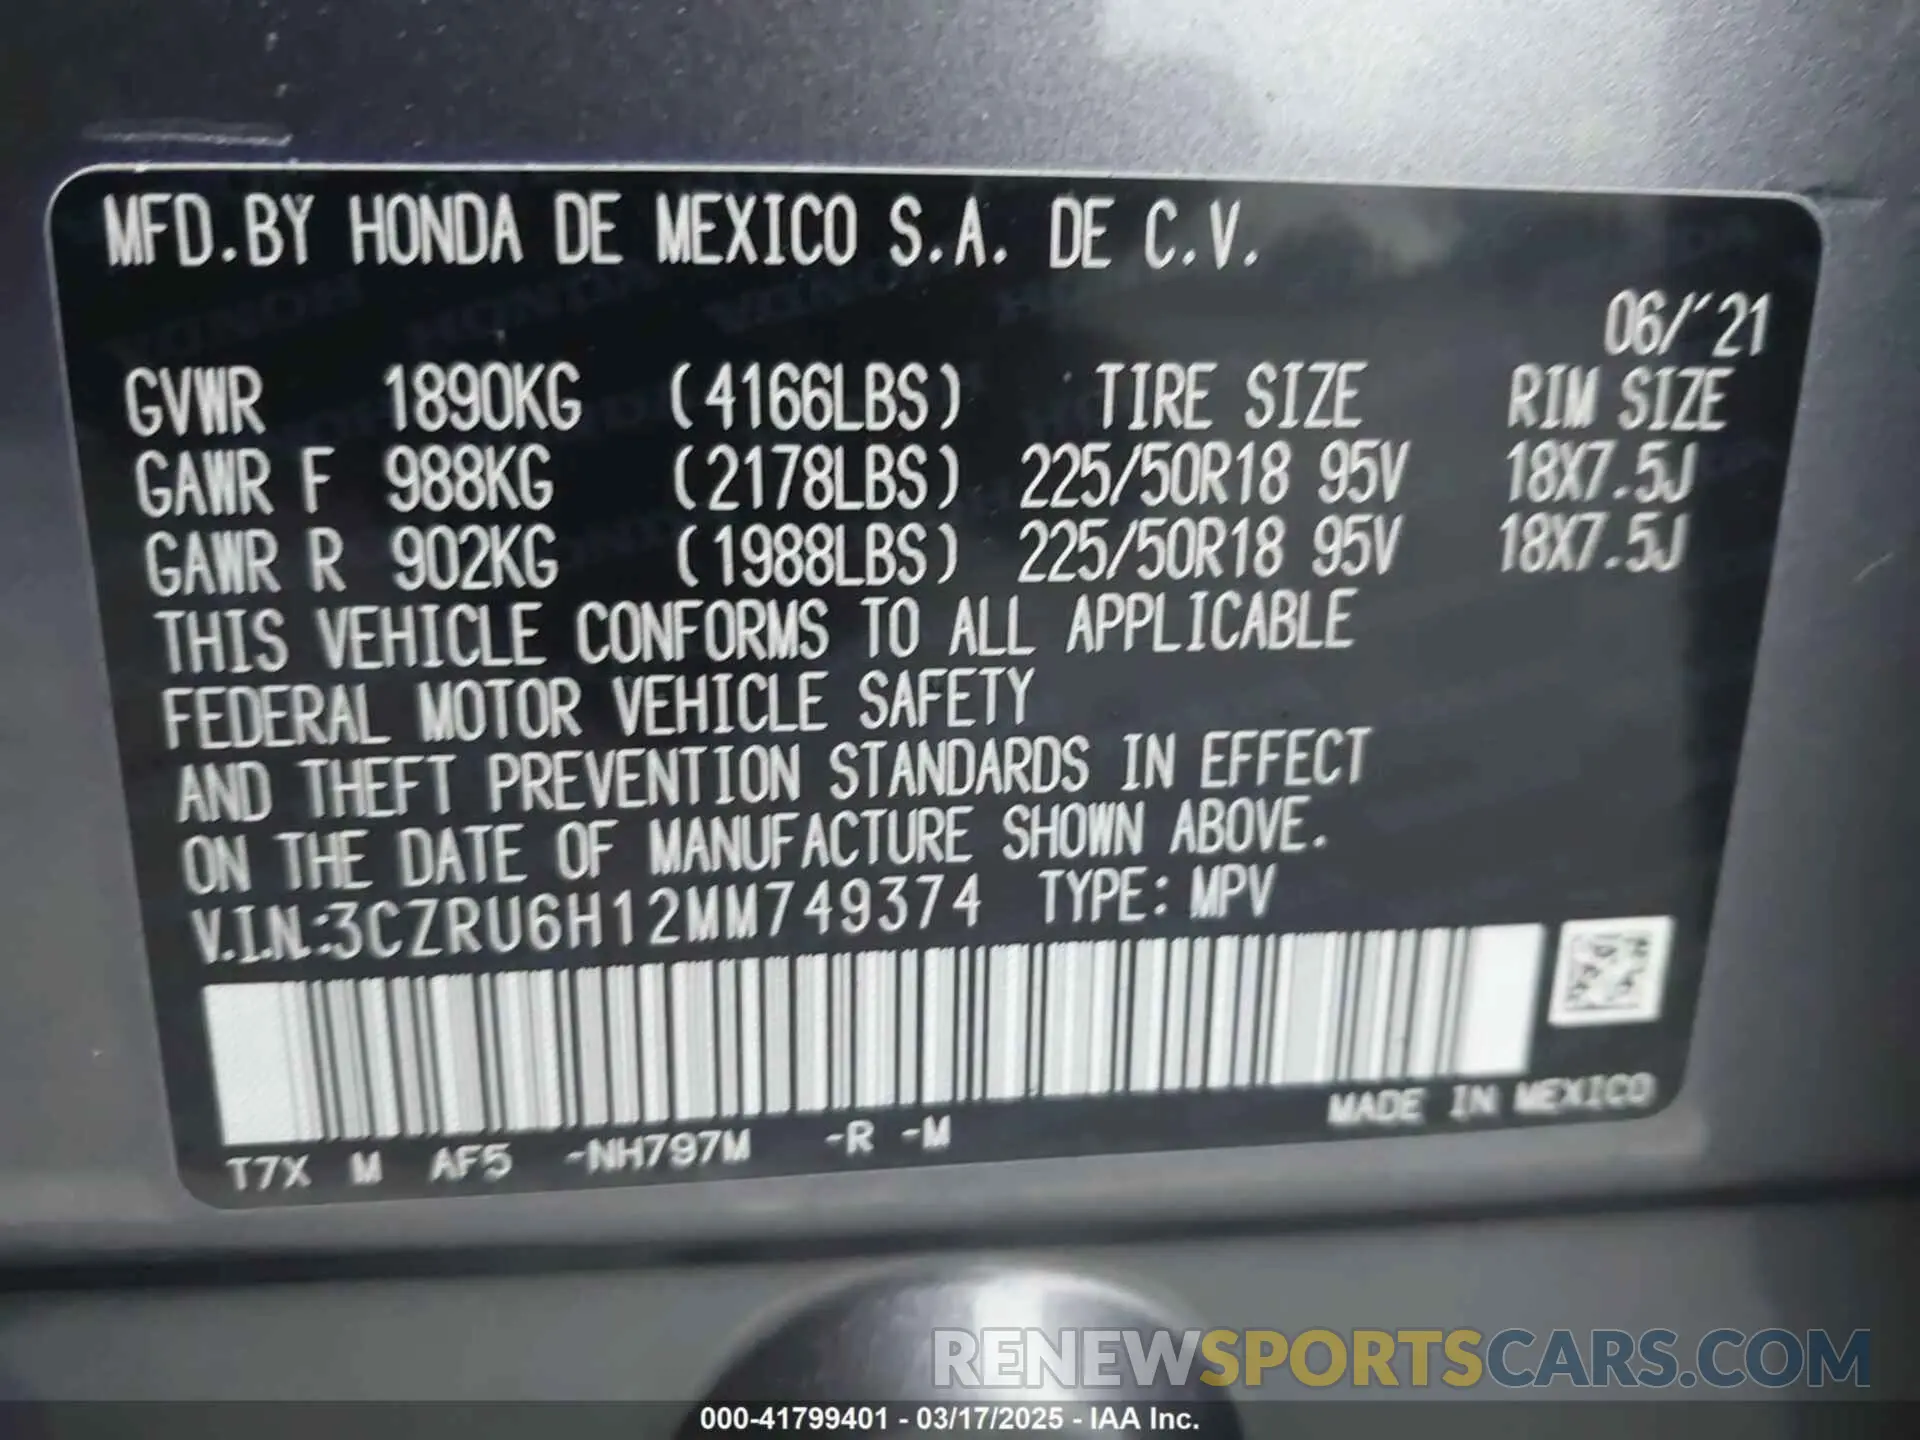 MFD.BY HONDA DE MEXICO S.A. DE C.V.
06/'21
GVWR 1890KG (4166LBS) TIRE SIZE RIM SIZE
GAWR F 988KG (2178LBS) 225/50R18 95V 18X7.5J
GAWR R 902KG (1988LBS) 225/50R18 95V 18X7.5J
THIS VEHICLE CONFORMS TO ALL APPLICABLE
FEDERAL MOTOR VEHICLE SAFETY
AND THEFT PREVENTION STANDARDS IN EFFECT
ON THE DATE OF MANUFACTURE SHOWN ABOVE.
V.I.N.:3CZRU6H12MM749374 TYPE: MPV
MADE IN MEXICO
T7X M AF5 -NH797M -R -M
RENEWSPORTSCARS.COM
000-41799401 - 03/17/2025 - IAA Inc.